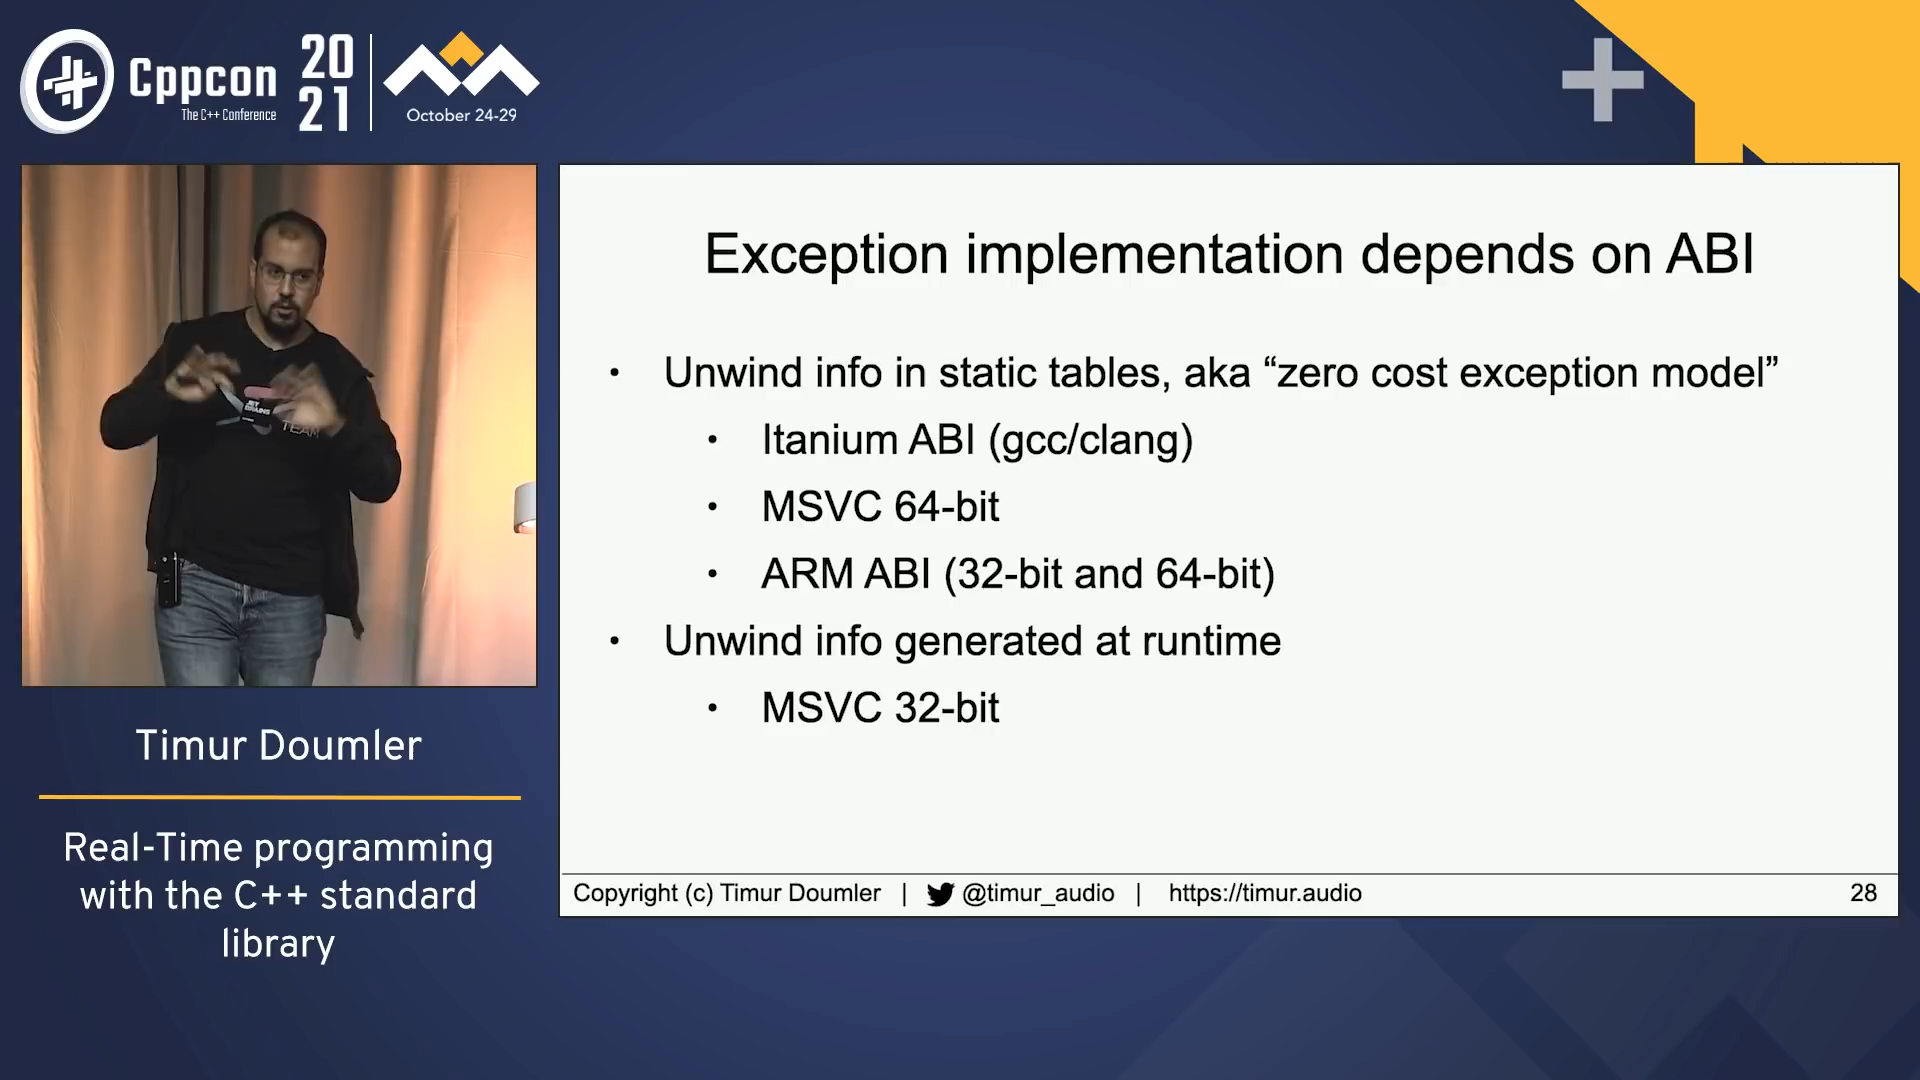 Cppcon
The C++ Conference
20
21
October 24-29
Exception implementation depends on ABI
• Unwind info in static tables, aka “zero cost exception model”
• Itanium ABI (gcc/clang)
• MSVC 64-bit
• ARM ABI (32-bit and 64-bit)
• Unwind info generated at runtime
• MSVC 32-bit
Copyright (c) Timur Doumler | @timur_audio | https://timur.audio
28
JET
BRAINS
TEAM
Timur Doumler
Real-Time programming
with the C++ standard
library